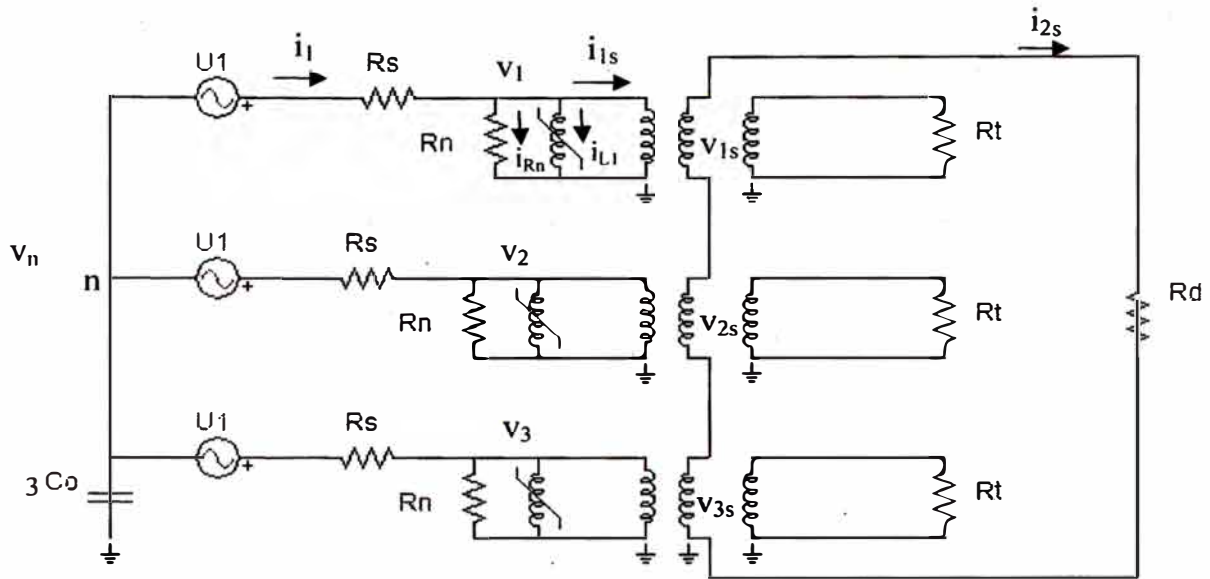 i1 i1s i2s
U1 Rs v1
Rn iRn iL1 v1s Rt
vn U1 Rs v2
n Rn v2s Rt Rd
U1 Rs v3
3 Co Rn v3s Rt